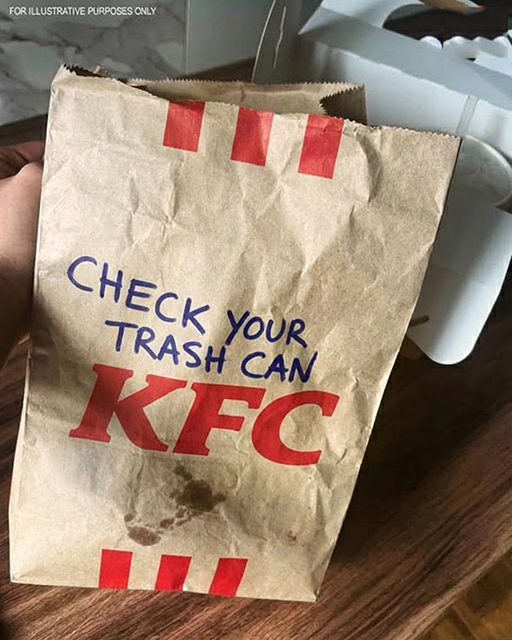 FOR ILLUSTRATIVE PURPOSES ONLY
CHECK YOUR
TRASH CAN
KFC